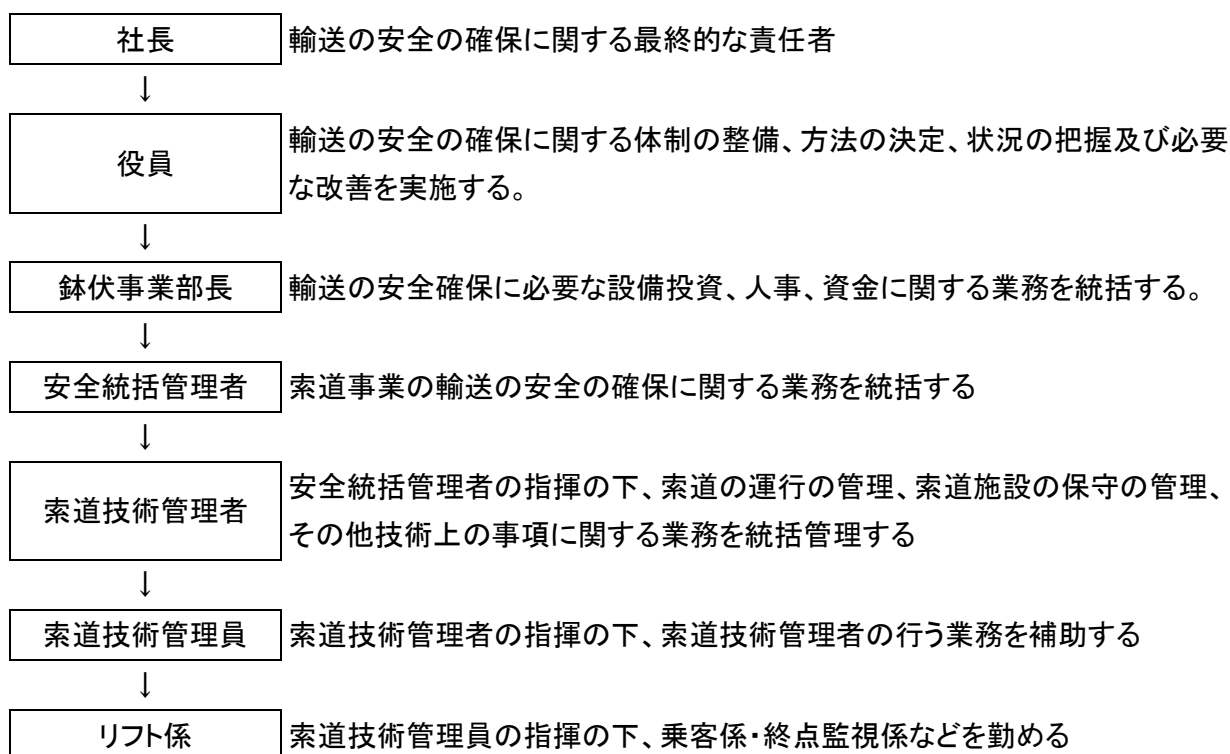 社長 輸送の安全の確保に関する最終的な責任者
↓
役員 輸送の安全の確保に関する体制の整備、方法の決定、状況の把握及び必要
な改善を実施する。
↓
鉢伏事業部長 輸送の安全確保に必要な設備投資、人事、資金に関する業務を統括する。
↓
安全統括管理者 索道事業の輸送の安全の確保に関する業務を統括する
↓
索道技術管理者 安全統括管理者の指揮の下、索道の運行の管理、索道施設の保守の管理、
その他技術上の事項に関する業務を統括管理する
↓
索道技術管理員 索道技術管理者の指揮の下、索道技術管理者の行う業務を補助する
↓
リフト係 索道技術管理員の指揮の下、乗客係・終点監視係などを勤める